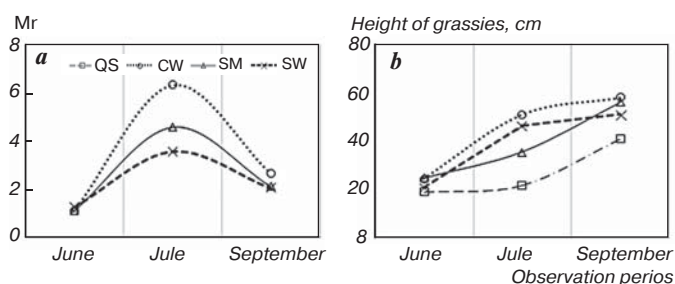 Mr
8
a
QS CW SM SW
6
4
2
0
June Jule September
Height of grassies, cm
80
b
60
40
20
8
June Jule September
Observation perios